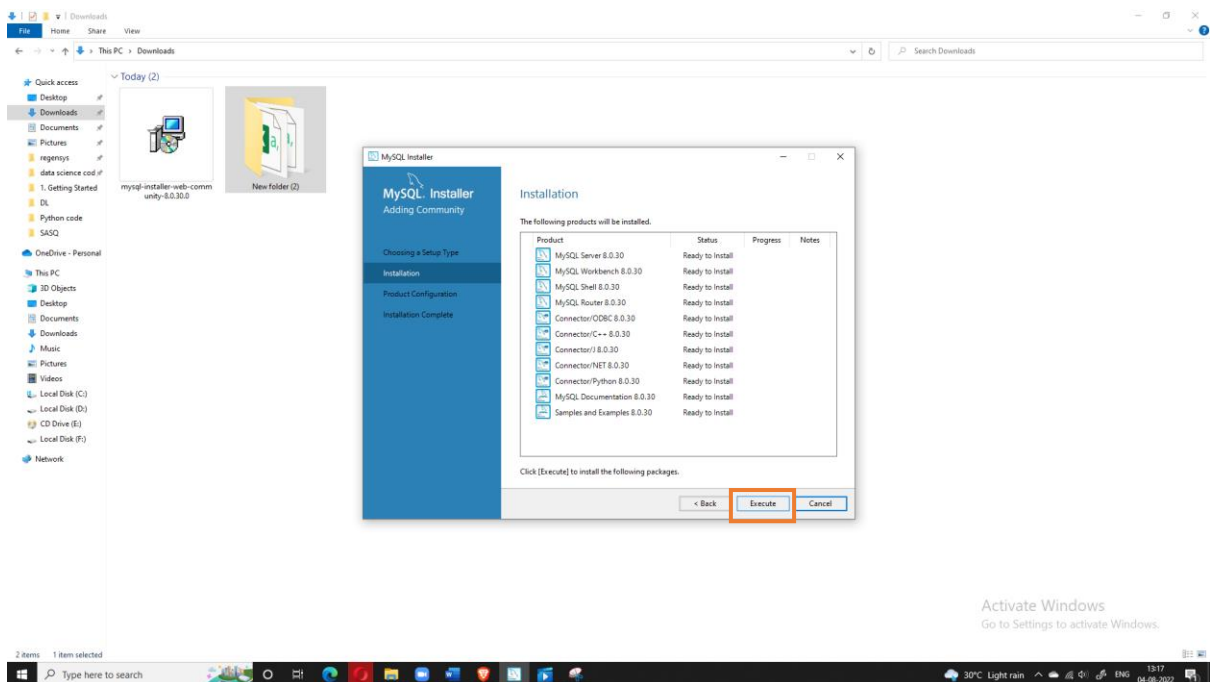 Downloads
File Home Share View
This PC > Downloads
Search Downloads
Quick access
Desktop
Downloads
Documents
Pictures
regensys
data science cod
1. Getting Started
DL
Python code
SASQ
OneDrive - Personal
This PC
3D Objects
Desktop
Documents
Downloads
Music
Pictures
Videos
Local Disk (C:)
Local Disk (D:)
CD Drive (E:)
Local Disk (F:)
Network
Today (2)
mysql-installer-web-comm
unity-8.0.30.0
New folder (2)
MySQL Installer
MySQL. Installer
Adding Community
Choosing a Setup Type
Installation
Product Configuration
Installation Complete
Installation
The following products will be installed.
Product Status Progress Notes
MySQL Server 8.0.30 Ready to Install
MySQL Workbench 8.0.30 Ready to Install
MySQL Shell 8.0.30 Ready to Install
MySQL Router 8.0.30 Ready to Install
Connector/ODBC 8.0.30 Ready to Install
Connector/C++ 8.0.30 Ready to Install
Connector/J 8.0.30 Ready to Install
Connector/NET 8.0.30 Ready to Install
Connector/Python 8.0.30 Ready to Install
MySQL Documentation 8.0.30 Ready to Install
Samples and Examples 8.0.30 Ready to Install
Click [Execute] to install the following packages.
< Back Execute Cancel
Activate Windows
Go to Settings to activate Windows.
2 items 1 item selected
Type here to search
30°C Light rain ENG
13:17
04-08-2022